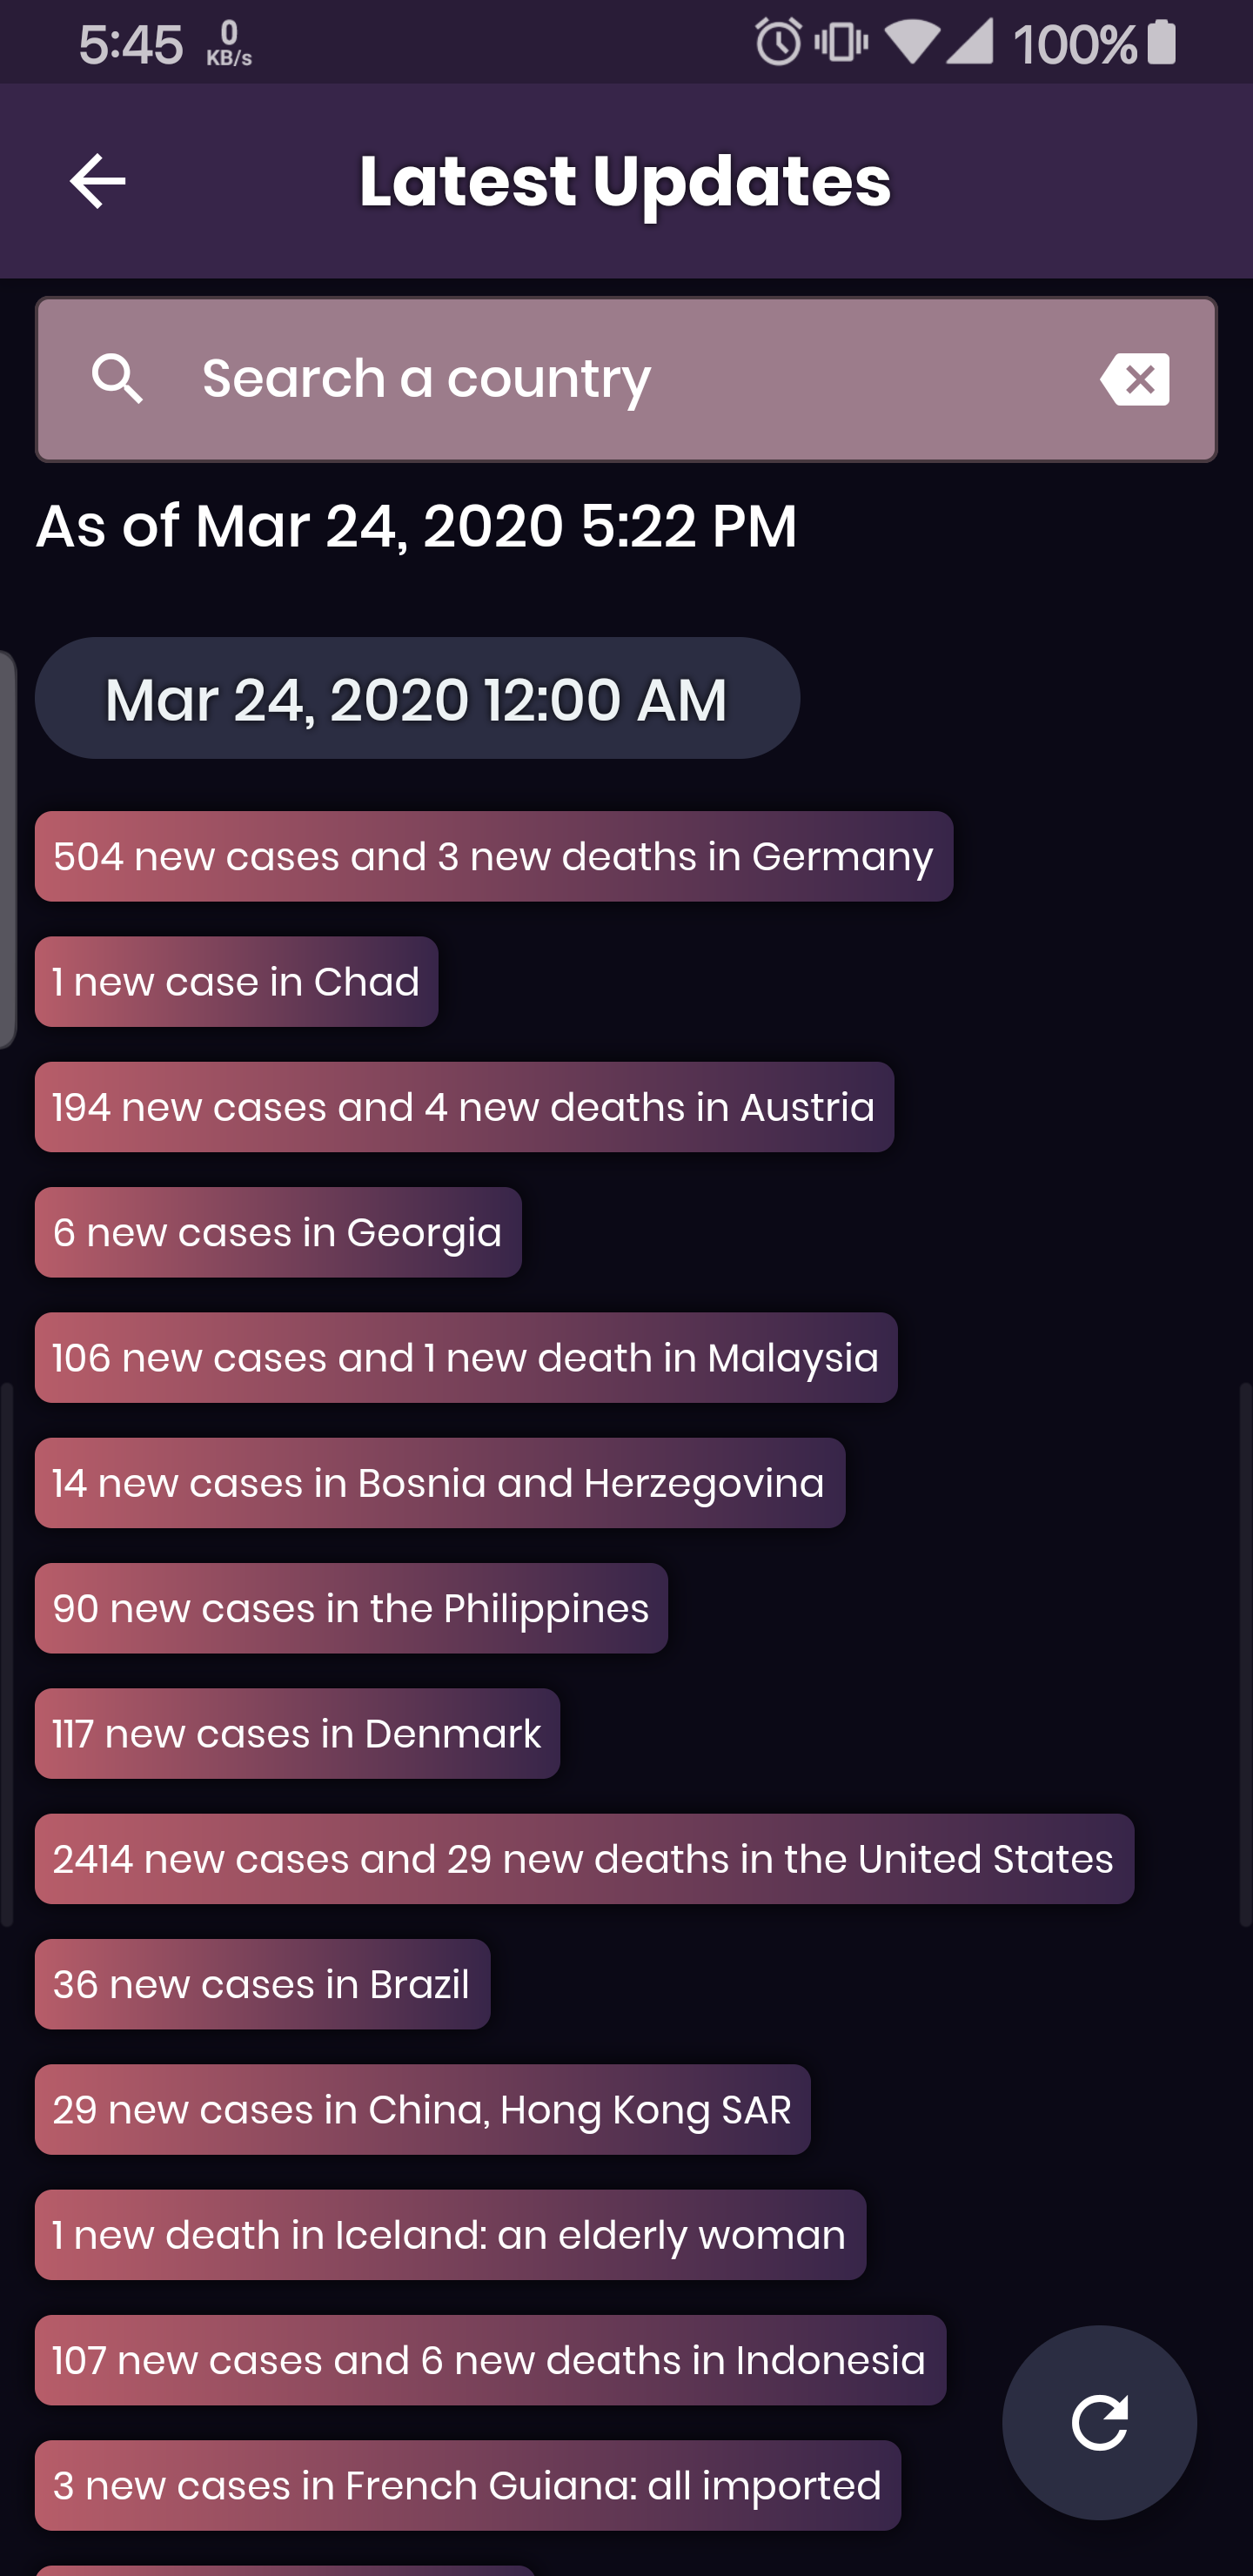 5:45 0 KB/s 100%
Latest Updates
Search a country
As of Mar 24, 2020 5:22 PM
Mar 24, 2020 12:00 AM
504 new cases and 3 new deaths in Germany
1 new case in Chad
194 new cases and 4 new deaths in Austria
6 new cases in Georgia
106 new cases and 1 new death in Malaysia
14 new cases in Bosnia and Herzegovina
90 new cases in the Philippines
117 new cases in Denmark
2414 new cases and 29 new deaths in the United States
36 new cases in Brazil
29 new cases in China, Hong Kong SAR
1 new death in Iceland: an elderly woman
107 new cases and 6 new deaths in Indonesia
3 new cases in French Guiana: all imported